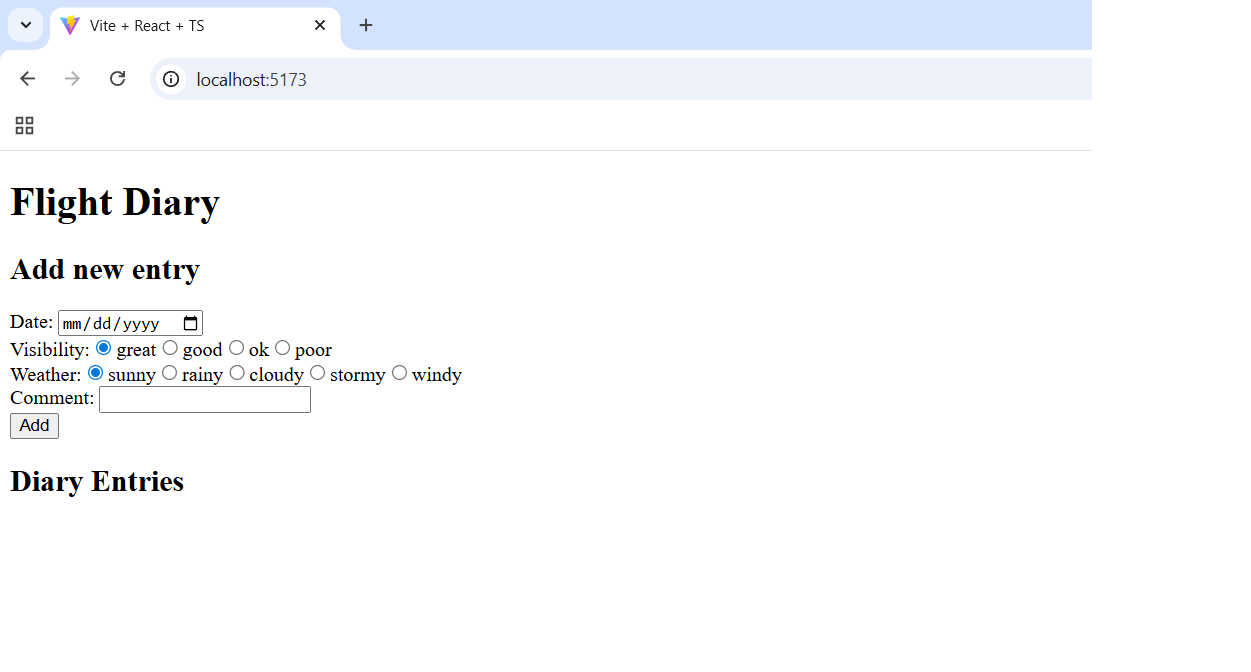 Vite + React + TS
localhost:5173
Flight Diary
Add new entry
Date: mm/dd/yyyy
Visibility: great good ok poor
Weather: sunny rainy cloudy stormy windy
Comment:
Add
Diary Entries